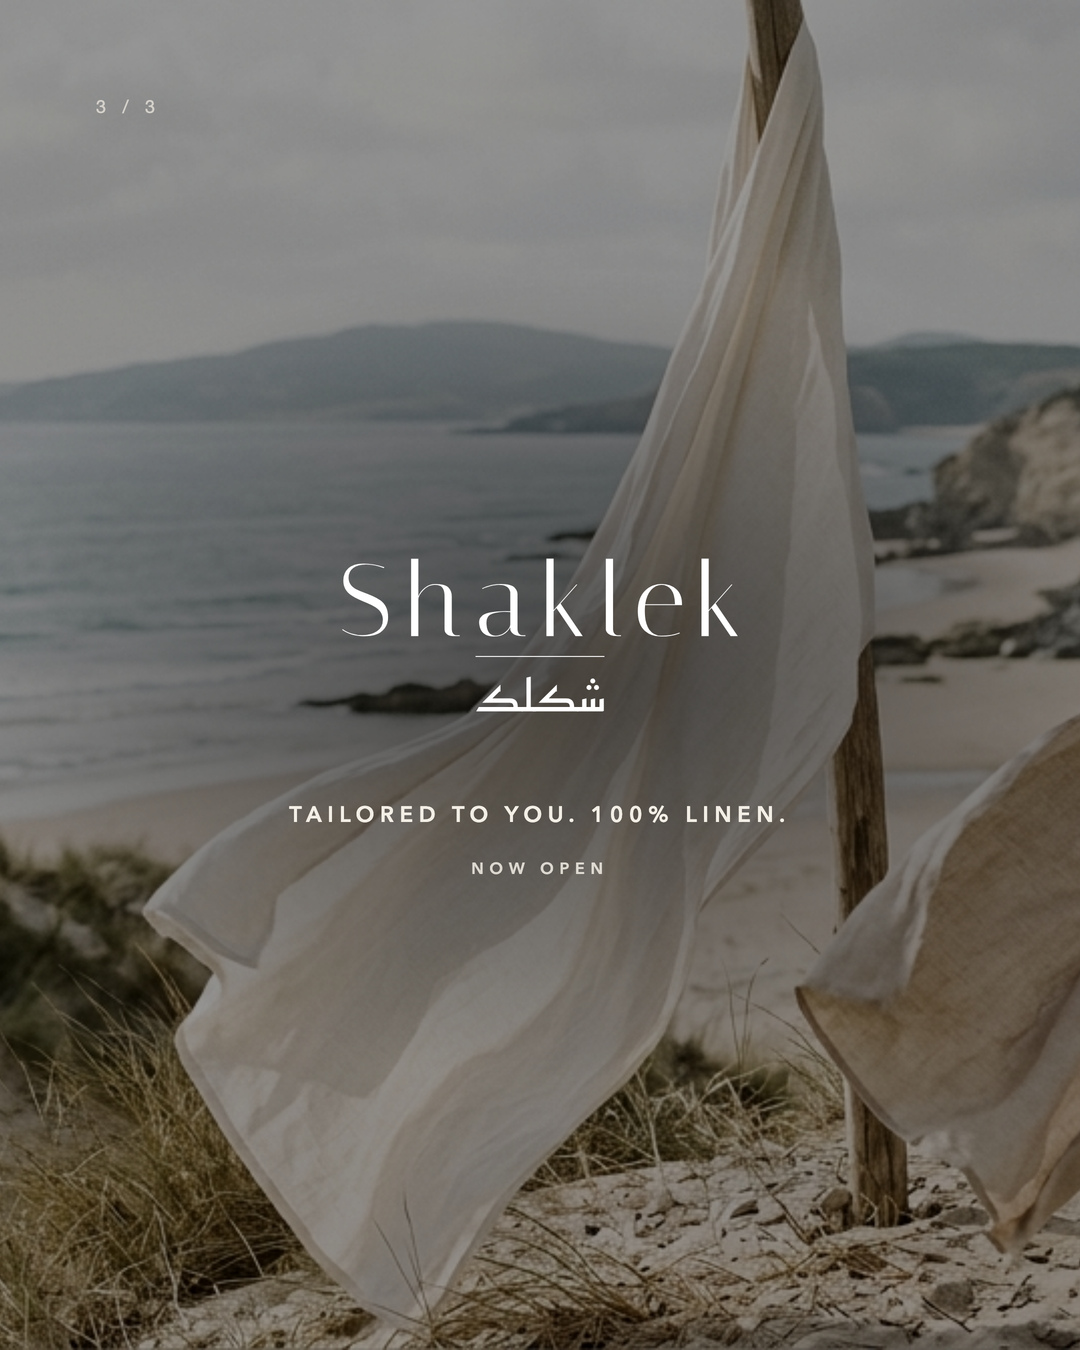 3 / 3
Shaklek
شكلك
TAILORED TO YOU. 100% LINEN.
NOW OPEN